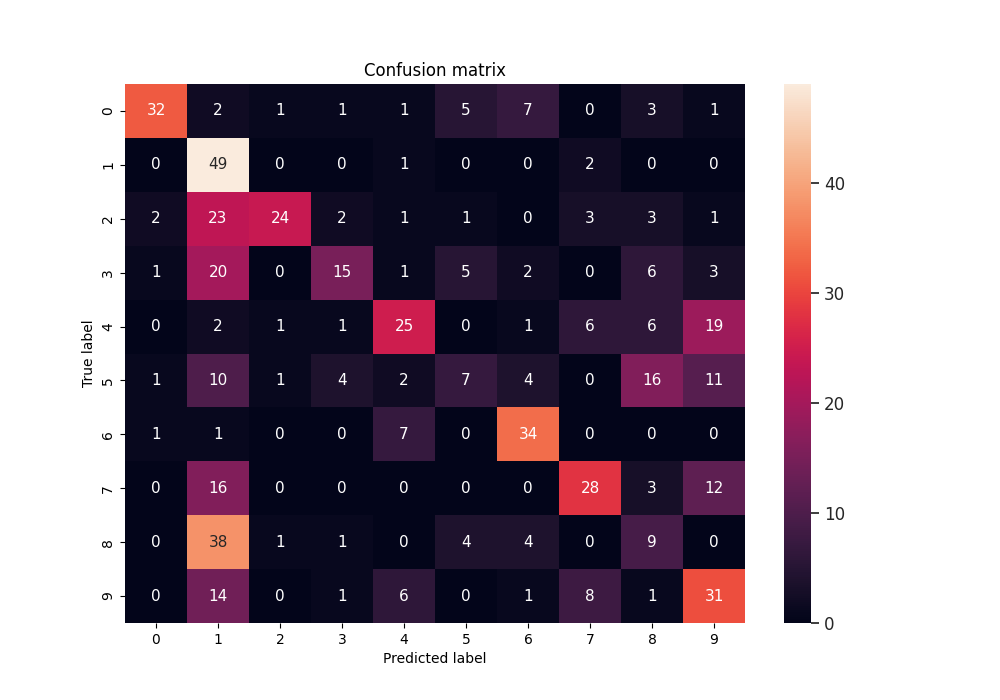 Confusion matrix
0 32 2 1 1 1 5 7 0 3 1
1 0 49 0 0 1 0 0 2 0 0
2 2 23 24 2 1 1 0 3 3 1
3 1 20 0 15 1 5 2 0 6 3
4 0 2 1 1 25 0 1 6 6 19
5 1 10 1 4 2 7 4 0 16 11
6 1 1 0 0 7 0 34 0 0 0
7 0 16 0 0 0 0 0 28 3 12
8 0 38 1 1 0 4 4 0 9 0
9 0 14 0 1 6 0 1 8 1 31
0 1 2 3 4 5 6 7 8 9
Predicted label
True label
40
30
20
10
0